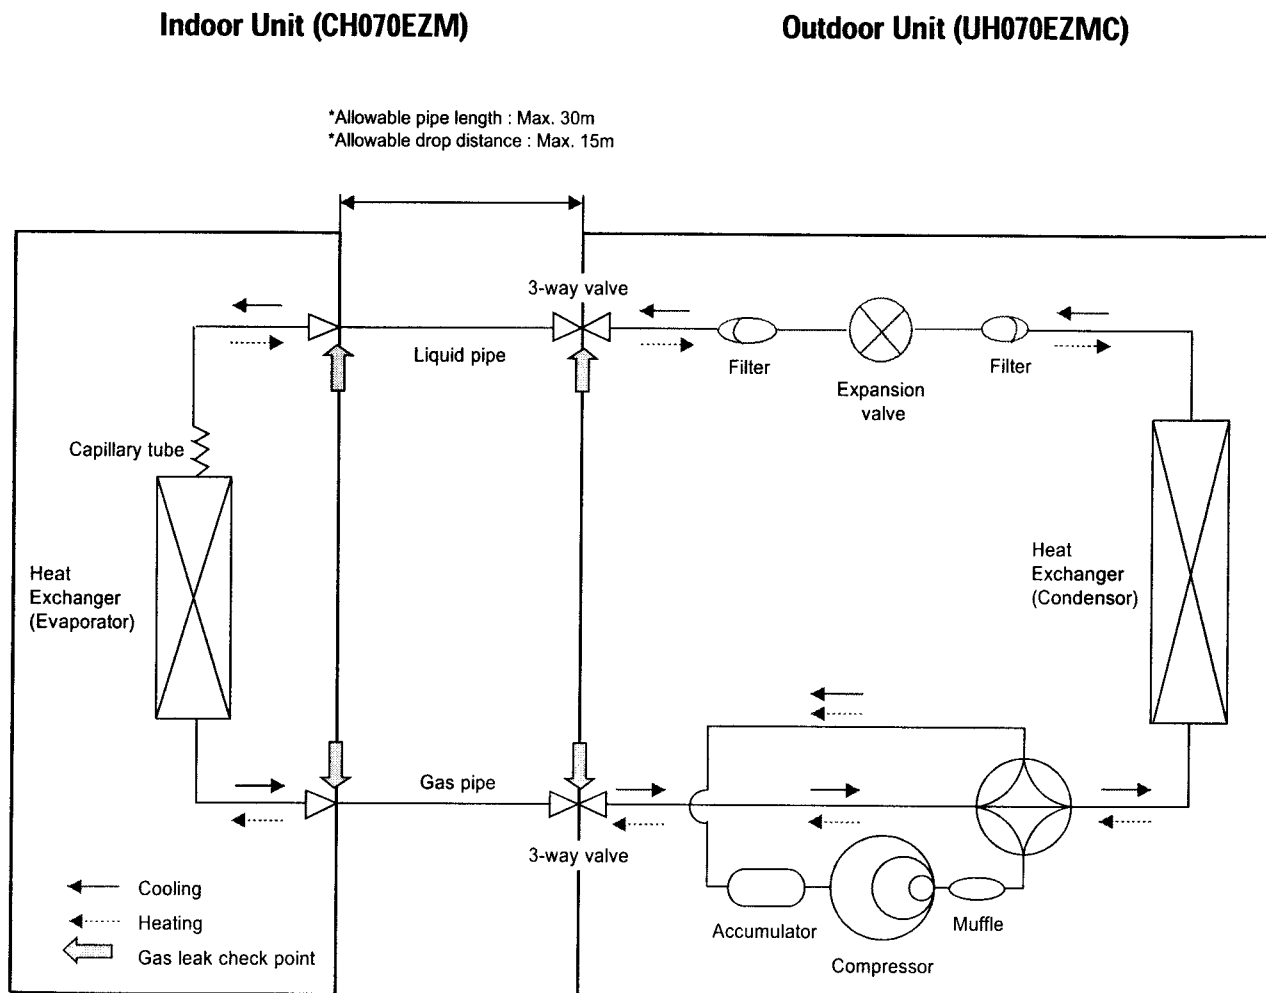 Indoor Unit (CH070EZM)
Outdoor Unit (UH070EZMC)
*Allowable pipe length : Max. 30m
*Allowable drop distance : Max. 15m
3-way valve
Liquid pipe
Filter
Expansion
valve
Filter
Capillary tube
Heat
Exchanger
(Evaporator)
Heat
Exchanger
(Condensor)
Gas pipe
3-way valve
Accumulator
Compressor
Muffle
Cooling
Heating
Gas leak check point